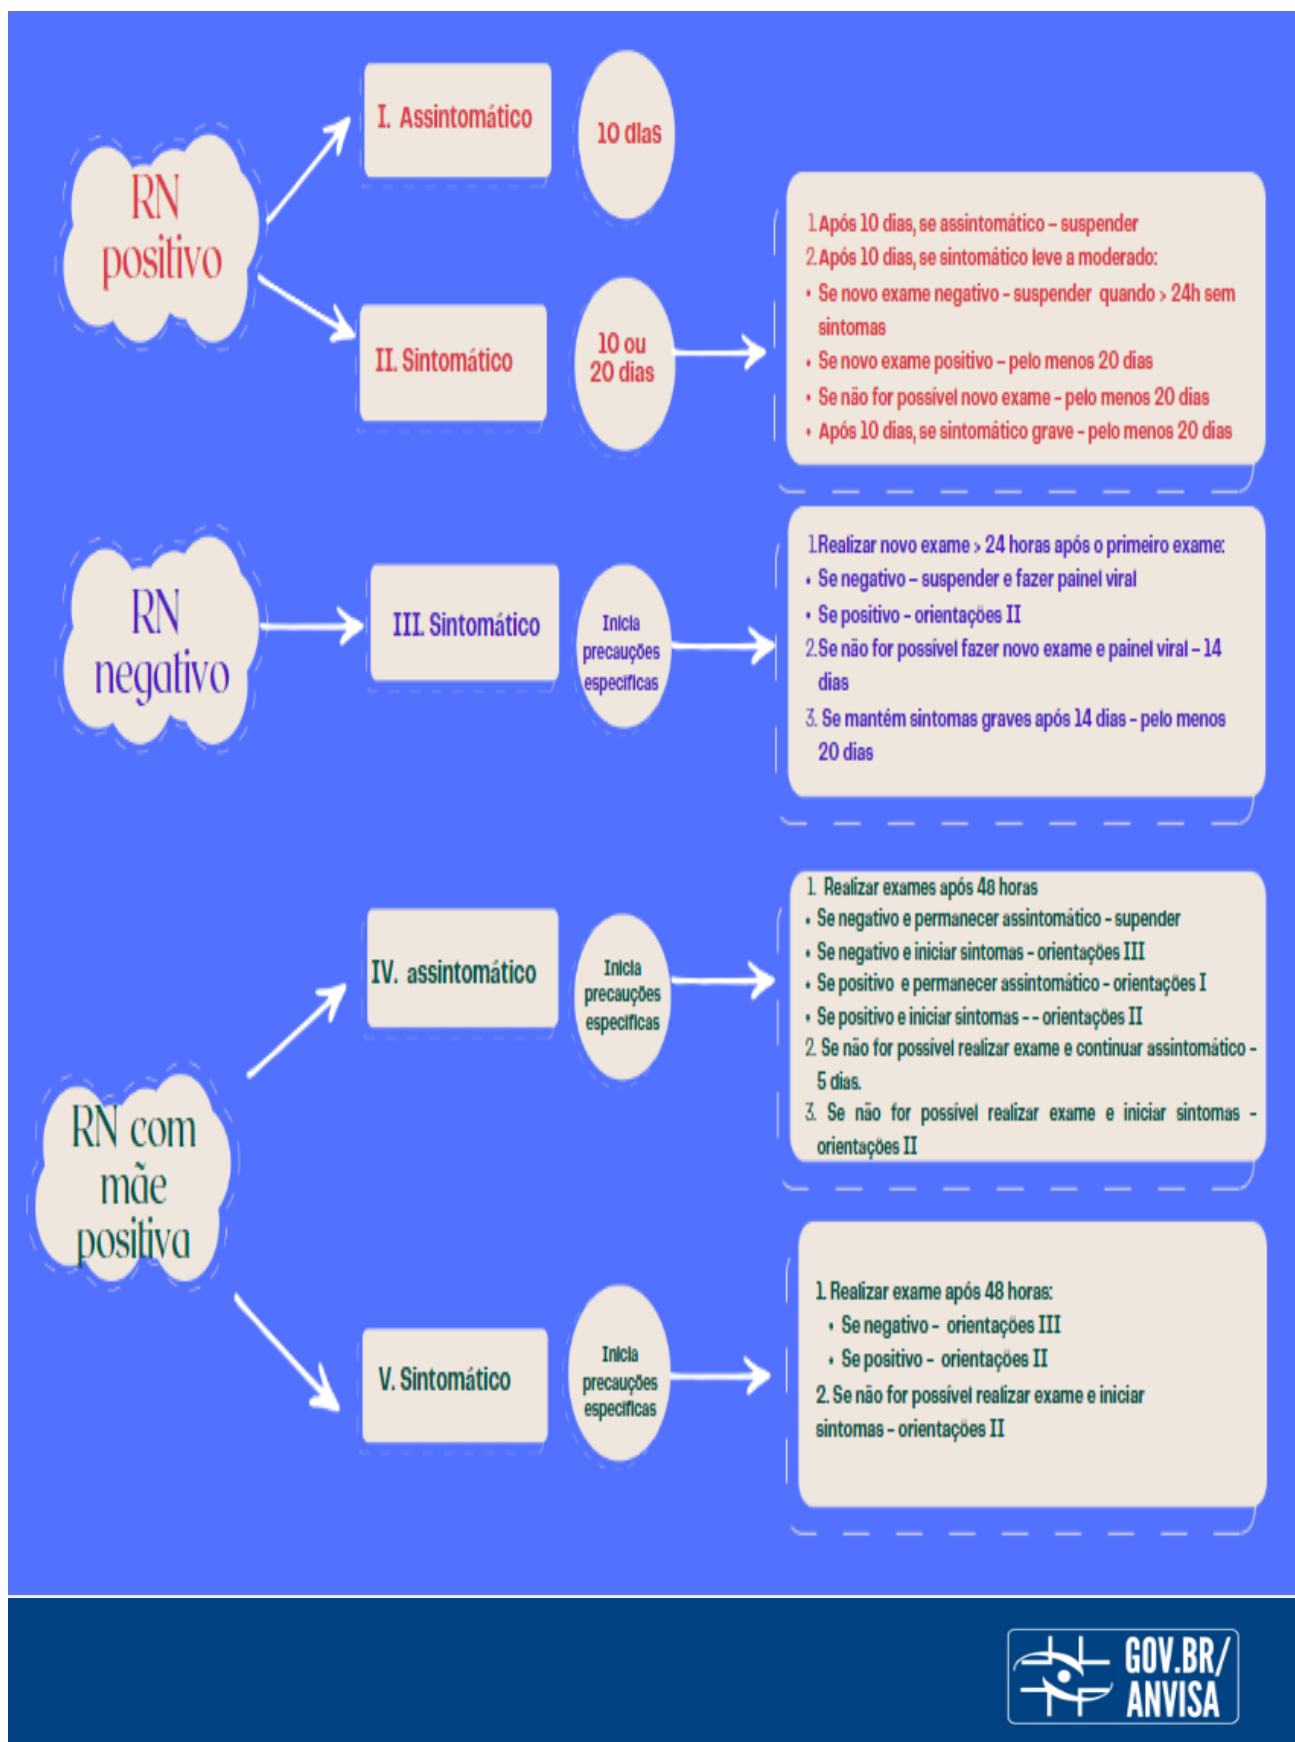 RN
positivo
I. Assintomático
10 dias
II. Sintomático
10 ou
20 dias
1. Após 10 dias, se assintomático – suspender
2. Após 10 dias, se sintomático leve a moderado:
• Se novo exame negativo – suspender quando > 24h sem
sintomas
• Se novo exame positivo – pelo menos 20 dias
• Se não for possível novo exame – pelo menos 20 dias
• Após 10 dias, se sintomático grave – pelo menos 20 dias
RN
negativo
III. Sintomático
Inicia
precauções
específicas
1. Realizar novo exame > 24 horas após o primeiro exame:
• Se negativo – suspender e fazer painel viral
• Se positivo – orientações II
2. Se não for possível fazer novo exame e painel viral – 14
dias
3. Se mantém sintomas graves após 14 dias – pelo menos
20 dias
RN com
mãe
positiva
IV. assintomático
Inicia
precauções
específicas
1. Realizar exames após 48 horas
• Se negativo e permanecer assintomático – supender
• Se negativo e iniciar sintomas – orientações III
• Se positivo e permanecer assintomático – orientações I
• Se positivo e iniciar sintomas - - orientações II
2. Se não for possível realizar exame e continuar assintomático –
5 dias.
3. Se não for possível realizar exame e iniciar sintomas –
orientações II
V. Sintomático
Inicia
precauções
específicas
1. Realizar exame após 48 horas:
• Se negativo – orientações III
• Se positivo – orientações II
2. Se não for possível realizar exame e iniciar
sintomas – orientações II
GOV.BR/
ANVISA